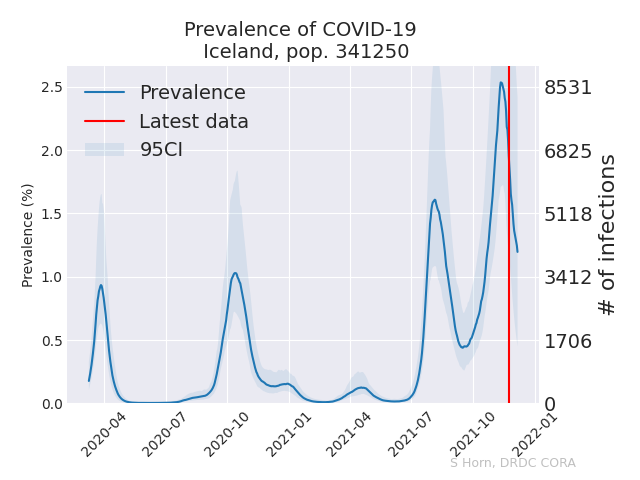 Prevalence of COVID-19
Iceland, pop. 341250
Prevalence
Latest data
95CI
Prevalence (%)
2.5
2.0
1.5
1.0
0.5
0.0
8531
6825
5118
3412
1706
0
# of infections
2020-04
2020-07
2020-10
2021-01
2021-04
2021-07
2021-10
2022-01
S Horn, DRDC CORA